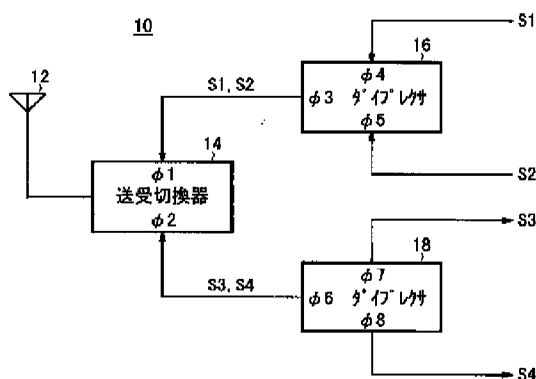 10
12
S1, S2
14
φ1
送受切換器
φ2
S3, S4
S1
16
φ4
φ3 ダイプレクサ
φ5
S2
S3
18
φ7
φ6 ダイプレクサ
φ8
S4